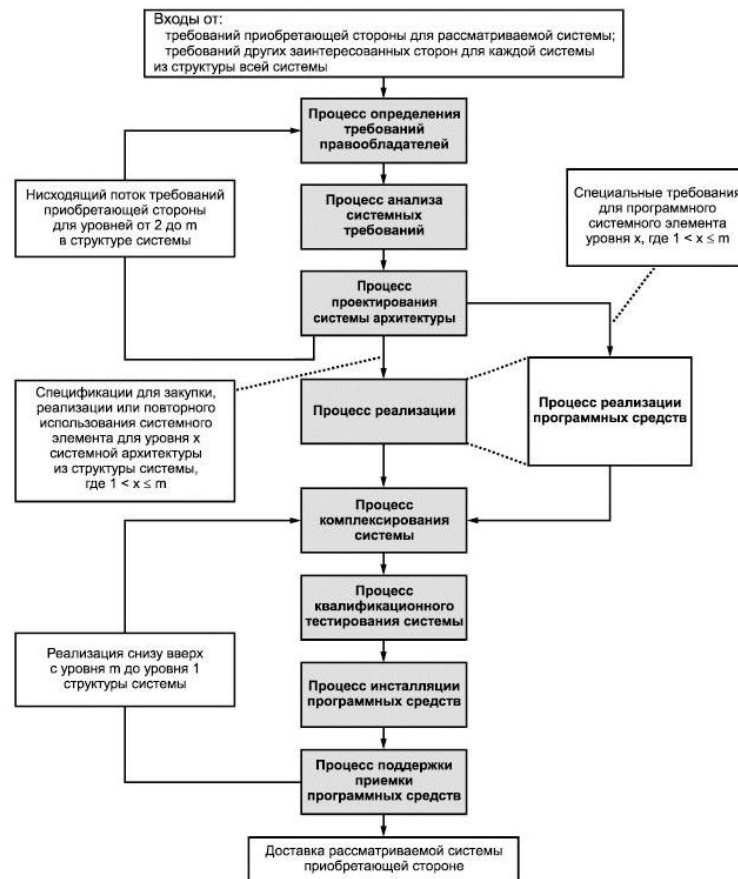 Входы от:
требований приобретающей стороны для рассматриваемой системы;
требований других заинтересованных сторон для каждой системы
из структуры всей системы
Процесс определения
требований
правообладателей
Нисходящий поток требований
приобретающей стороны
для уровней от 2 до m
в структуре системы
Процесс анализа
системных
требований
Специальные требования
для программного
системного элемента
уровня x, где 1 < x ≤ m
Процесс
проектирования
системы архитектуры
Спецификации для закупки,
реализации или повторного
использования системного
элемента для уровня x
системной архитектуры
из структуры системы,
где 1 < x ≤ m
Процесс реализации
Процесс реализации
программных средств
Процесс
комплексирования
системы
Процесс
квалификационного
тестирования системы
Реализация снизу вверх
с уровня m до уровня 1
структуры системы
Процесс инсталляции
программных средств
Процесс поддержки
приемки
программных средств
Доставка рассматриваемой системы
приобретающей стороне